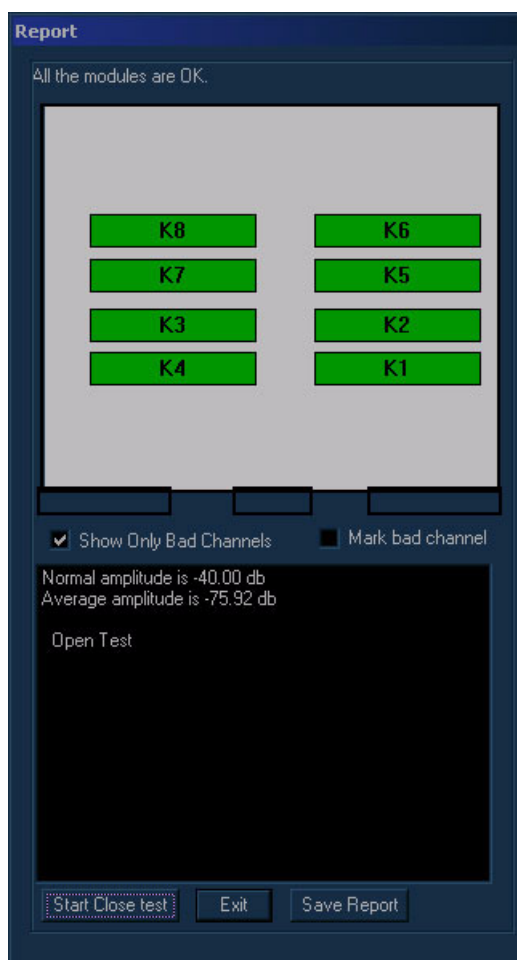 Report
All the modules are OK.
K8 K6
K7 K5
K3 K2
K4 K1
Show Only Bad Channels Mark bad channel
Normal amplitude is -40.00 db
Average amplitude is -75.92 db
Open Test
Start Close test Exit Save Report